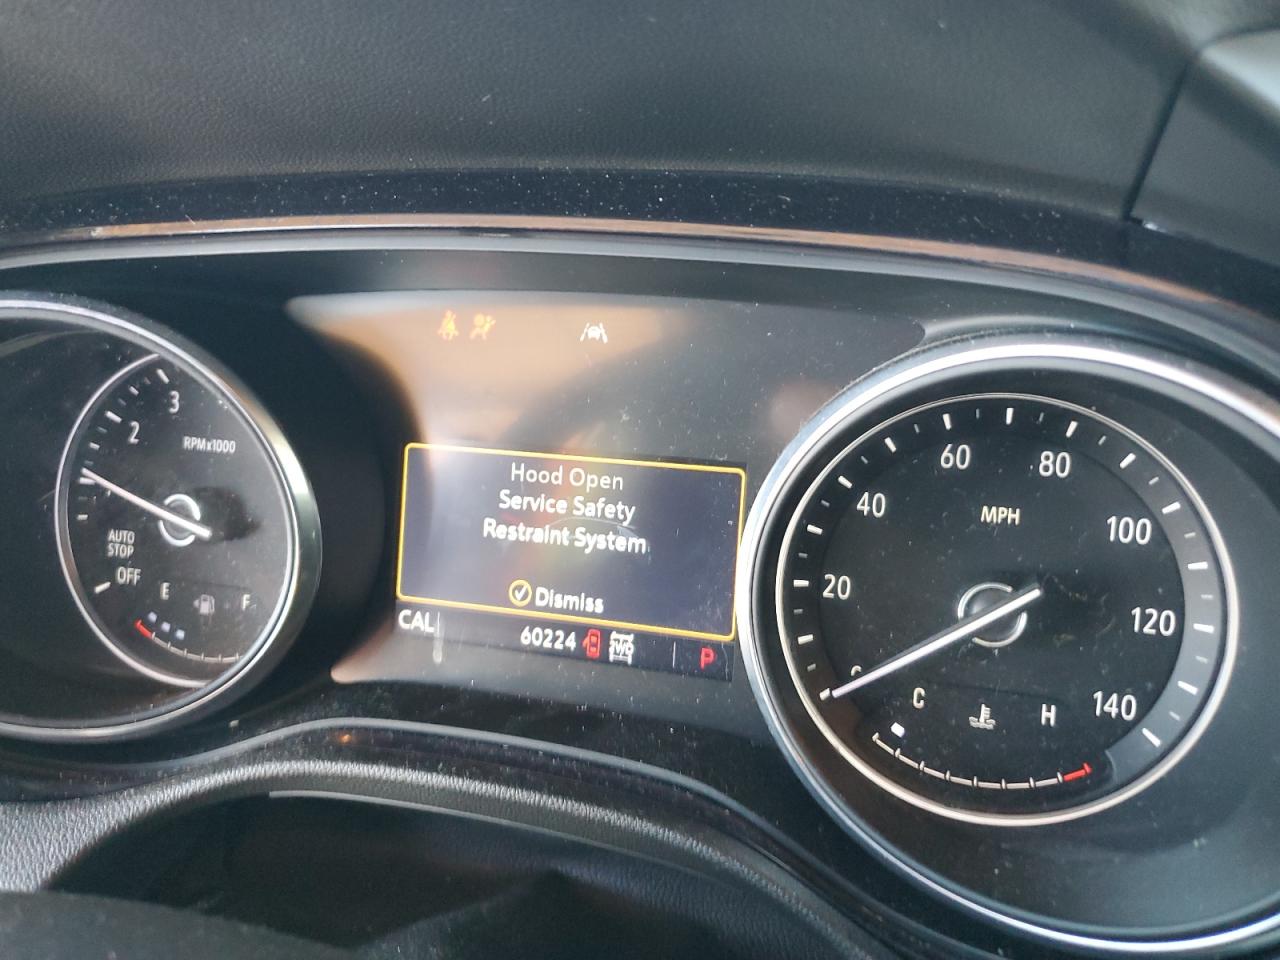 3
2
RPMx1000
AUTO
STOP
OFF
E
F
Hood Open
Service Safety
Restraint System
Dismiss
CAL
60224
2WD
P
60
80
40
MPH
100
20
120
C
H
140